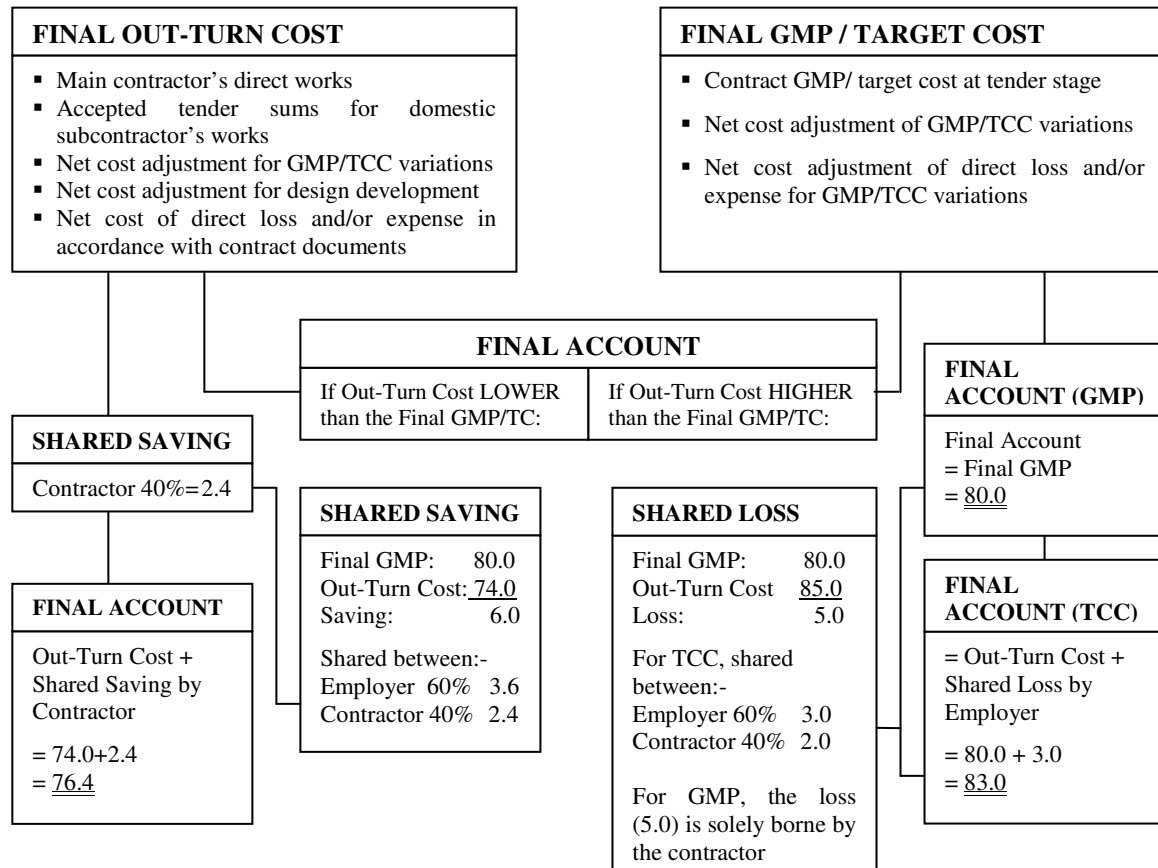 FINAL OUT-TURN COST
▪ Main contractor's direct works
▪ Accepted tender sums for domestic
subcontractor's works
▪ Net cost adjustment for GMP/TCC variations
▪ Net cost adjustment for design development
▪ Net cost of direct loss and/or expense in
accordance with contract documents
FINAL GMP / TARGET COST
▪ Contract GMP/ target cost at tender stage
▪ Net cost adjustment of GMP/TCC variations
▪ Net cost adjustment of direct loss and/or
expense for GMP/TCC variations
FINAL ACCOUNT
If Out-Turn Cost LOWER
than the Final GMP/TC:
If Out-Turn Cost HIGHER
than the Final GMP/TC:
SHARED SAVING
Contractor 40%=2.4
FINAL ACCOUNT
Out-Turn Cost +
Shared Saving by
Contractor
= 74.0+2.4
= 76.4
SHARED SAVING
Final GMP: 80.0
Out-Turn Cost: 74.0
Saving: 6.0
Shared between:-
Employer 60% 3.6
Contractor 40% 2.4
SHARED LOSS
Final GMP: 80.0
Out-Turn Cost 85.0
Loss: 5.0
For TCC, shared
between:-
Employer 60% 3.0
Contractor 40% 2.0
For GMP, the loss
(5.0) is solely borne by
the contractor
FINAL
ACCOUNT (GMP)
Final Account
= Final GMP
= 80.0
FINAL
ACCOUNT (TCC)
= Out-Turn Cost +
Shared Loss by
Employer
= 80.0 + 3.0
= 83.0